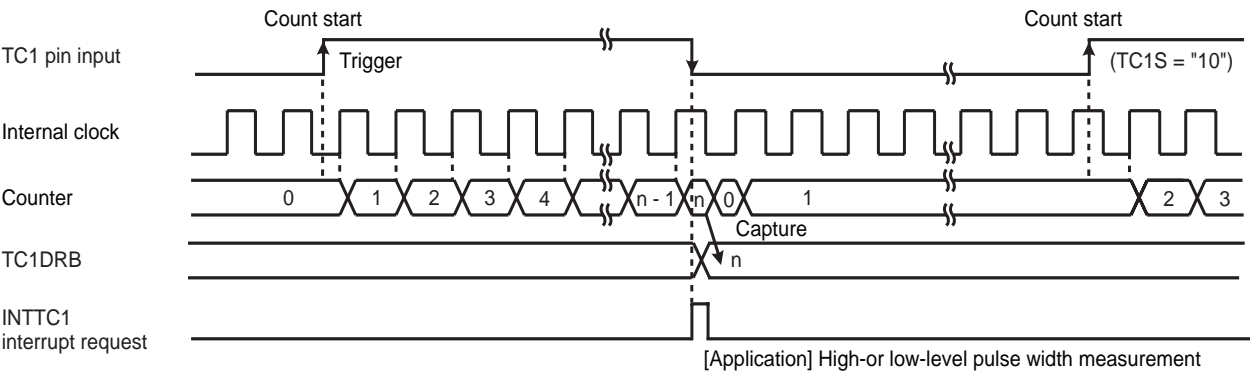 Count start Count start
TC1 pin input
Trigger (TC1S = "10")
Internal clock
Counter 0 1 2 3 4 n - 1 n 0 1 2 3
Capture
TC1DRB n
INTTC1
interrupt request
[Application] High-or low-level pulse width measurement